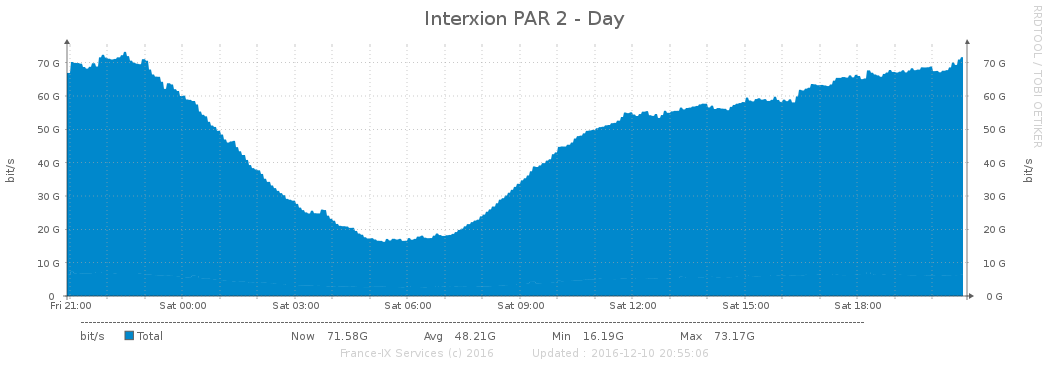 Interxion PAR 2 - Day
RRDTOOL / TOBI OETIKER
bit/s
bit/s
70 G 70 G
60 G 60 G
50 G 50 G
40 G 40 G
30 G 30 G
20 G 20 G
10 G 10 G
0 0 G
Fri 21:00 Sat 00:00 Sat 03:00 Sat 06:00 Sat 09:00 Sat 12:00 Sat 15:00 Sat 18:00
bit/s Total Now 71.58G Avg 48.21G Min 16.19G Max 73.17G
France-IX Services (c) 2016 Updated : 2016-12-10 20:55:06